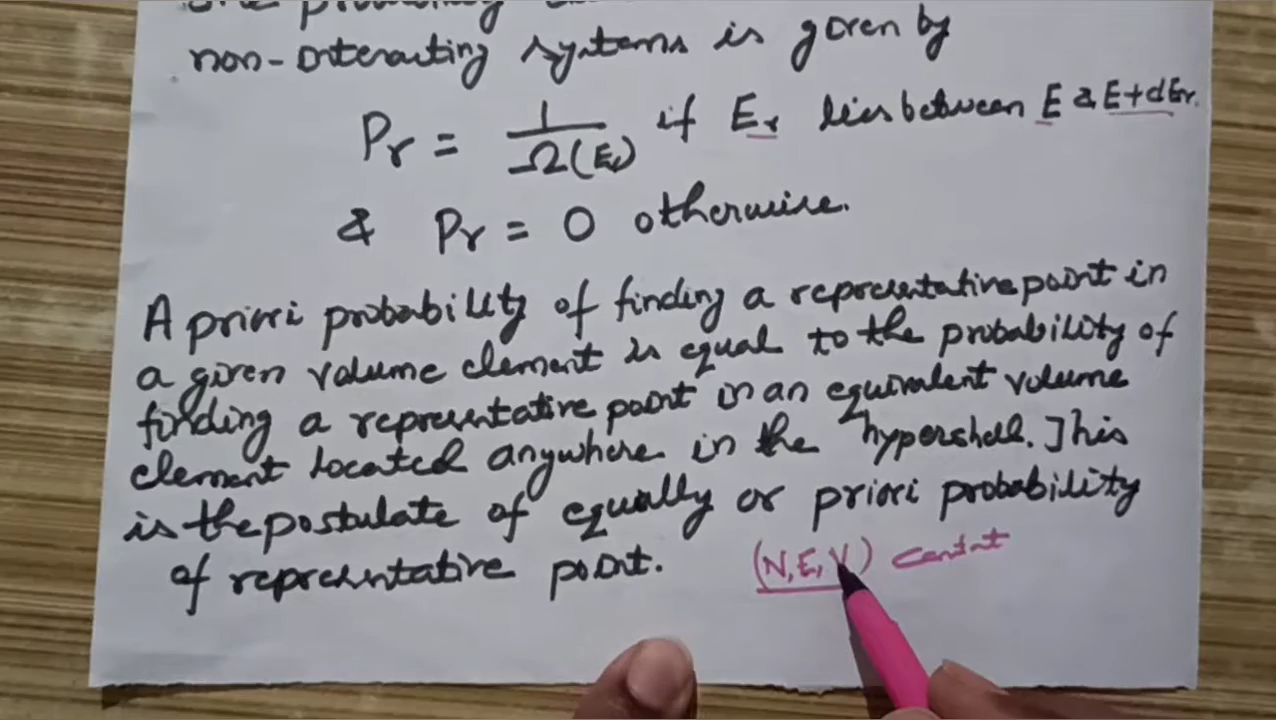 one probability
non-interacting systems is given by
Pr = 1/Ω(Er) if Er lies between E & E+dEr.
& Pr = 0 otherwise.
A priori probability of finding a representative point in
a given volume element is equal to the probability of
finding a representative point in an equivalent volume
element located anywhere in the hypershell. This
is the postulate of equally or priori probability
of representative point. (N,E,V)